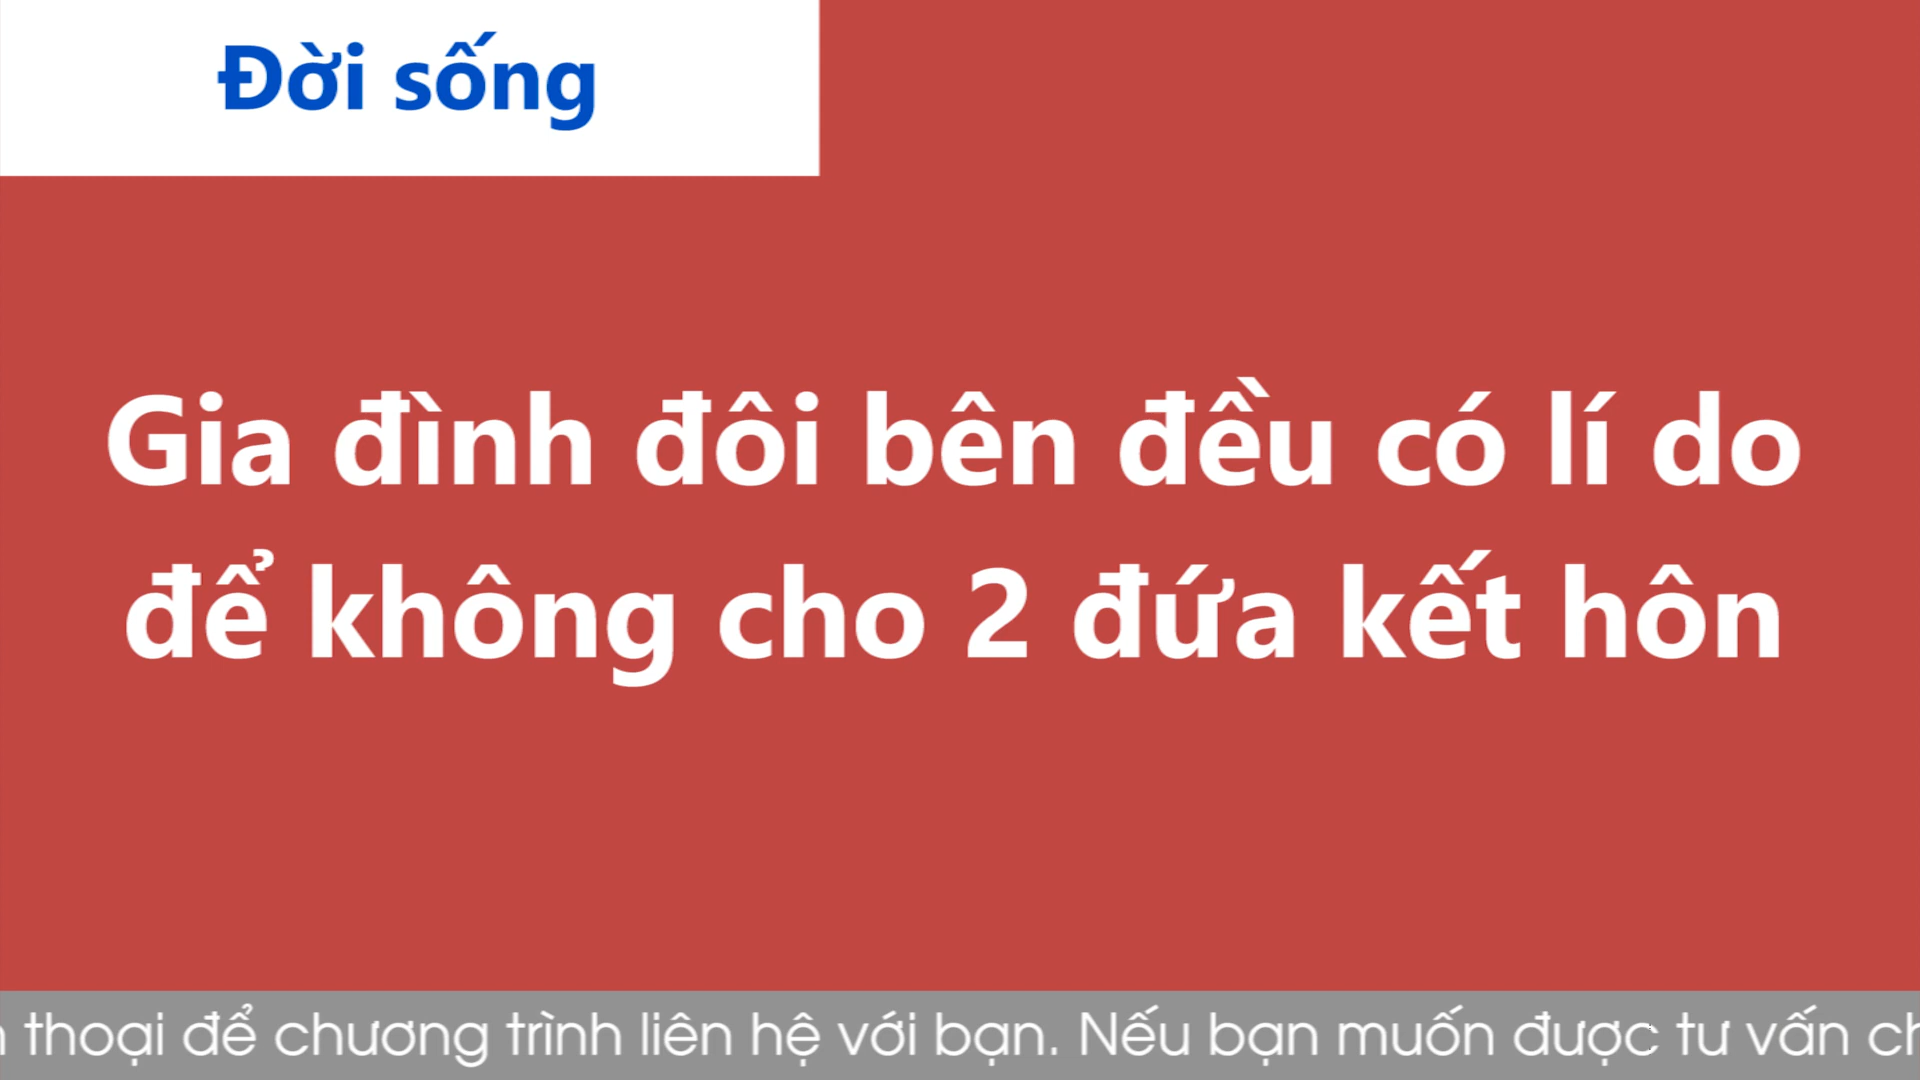 Đời sống
Gia đình đôi bên đều có lí do
để không cho 2 đứa kết hôn
thoại để chương trình liên hệ với bạn. Nếu bạn muốn được tư vấn